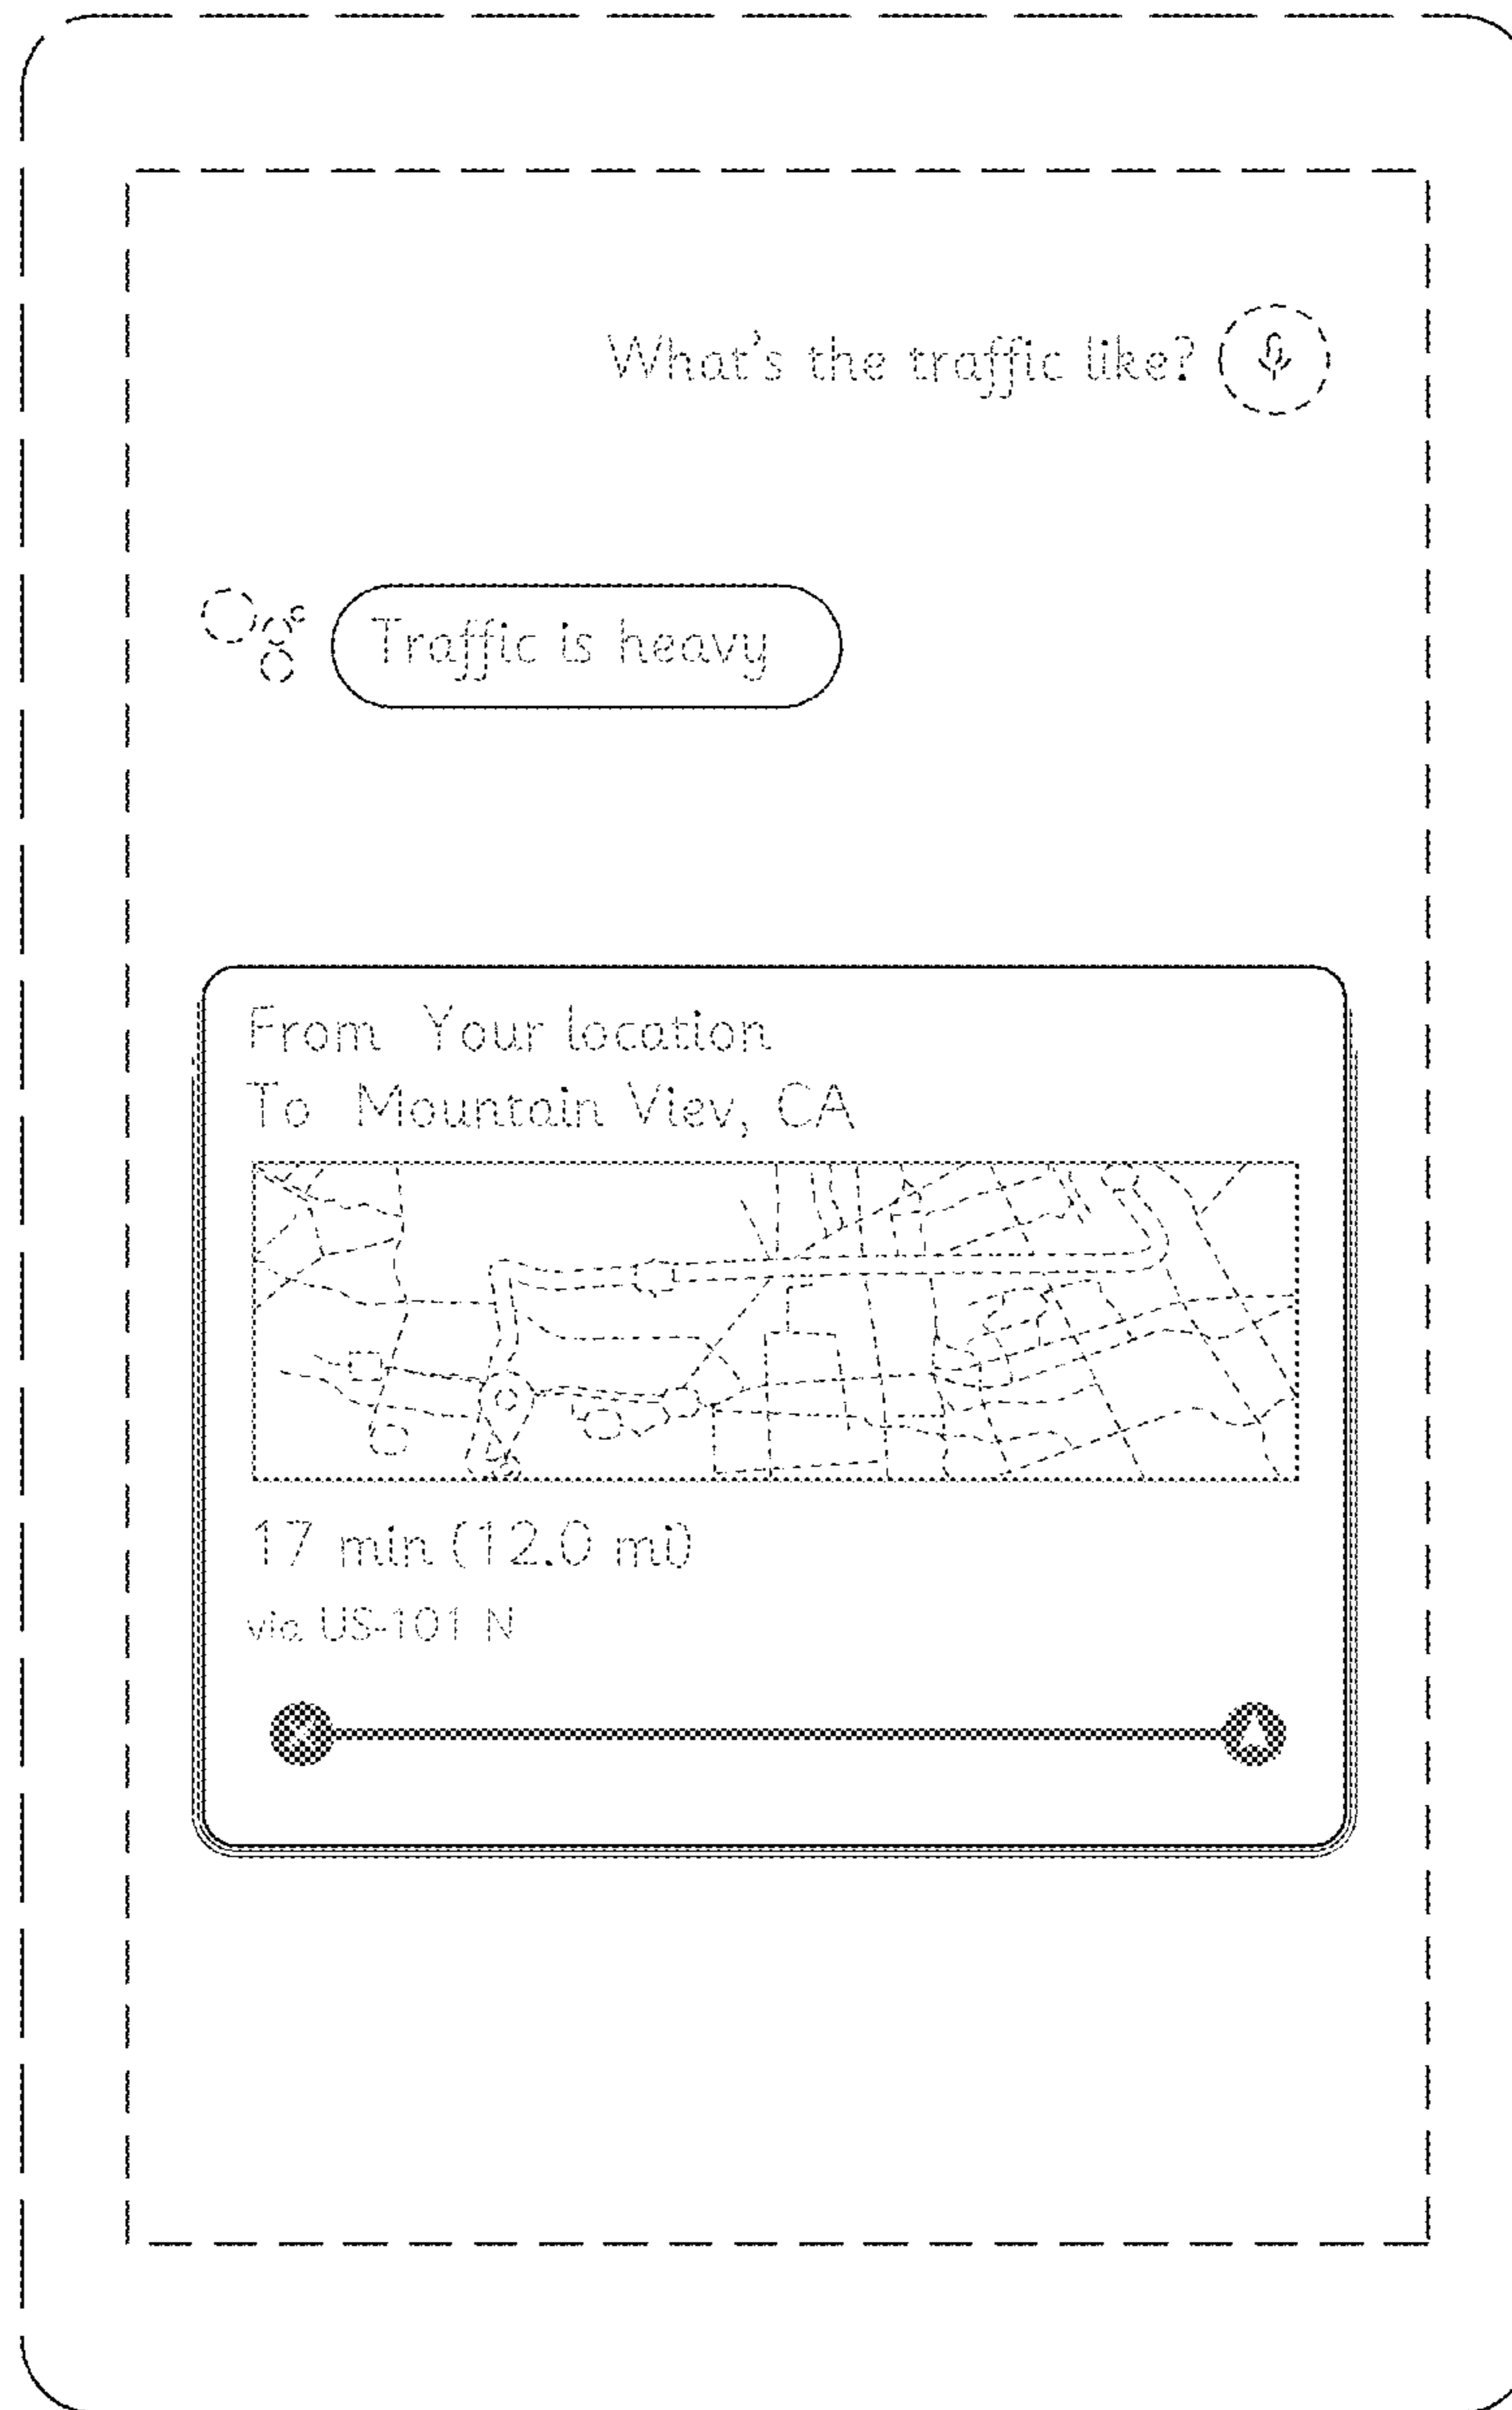 What's the traffic like?
Traffic is heavy
From Your location
To Mountain Viev, CA
17 min (12.0 mi)
via US-101 N